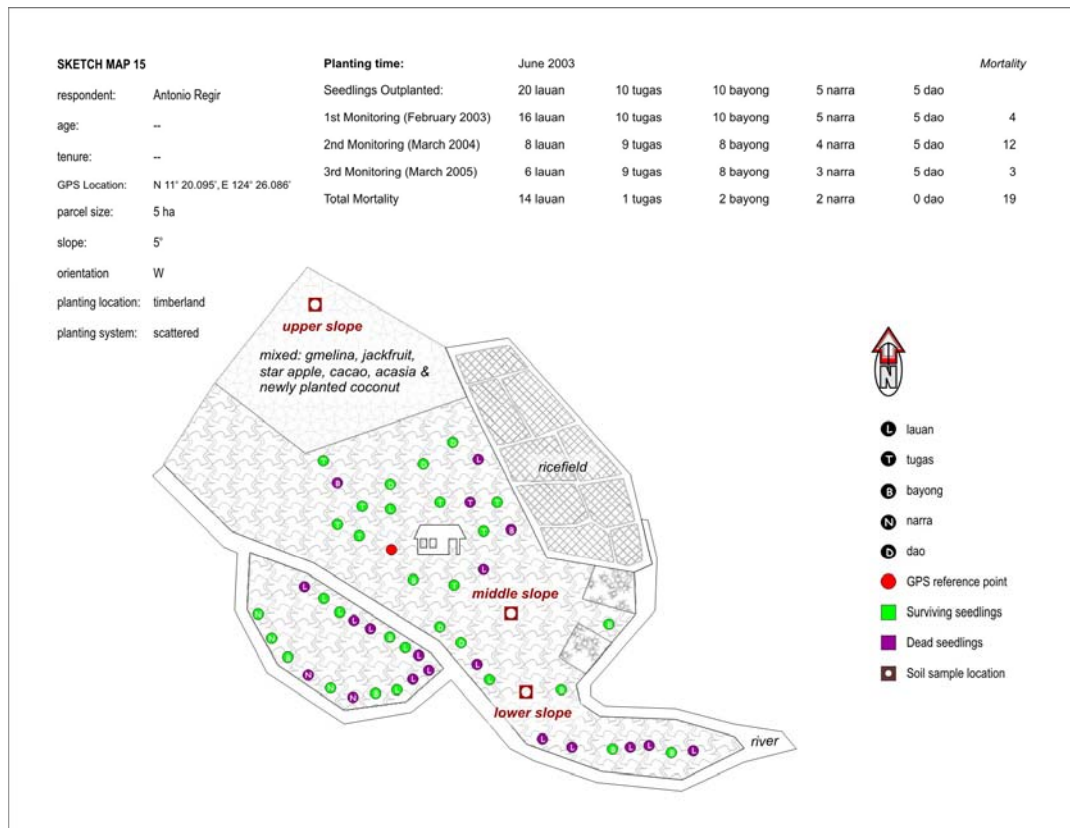 SKETCH MAP 15
respondent: Antonio Regir
age: --
tenure: --
GPS Location: N 11° 20.095', E 124° 26.086'
parcel size: 5 ha
slope: 5°
orientation W
planting location: timberland
planting system: scattered
Planting time: June 2003 Mortality
Seedlings Outplanted: 20 lauan 10 tugas 10 bayong 5 narra 5 dao
1st Monitoring (February 2003) 16 lauan 10 tugas 10 bayong 5 narra 5 dao 4
2nd Monitoring (March 2004) 8 lauan 9 tugas 8 bayong 4 narra 5 dao 12
3rd Monitoring (March 2005) 6 lauan 9 tugas 8 bayong 3 narra 5 dao 3
Total Mortality 14 lauan 1 tugas 2 bayong 2 narra 0 dao 19
upper slope
mixed: gmelina, jackfruit,
star apple, cacao, acasia &
newly planted coconut
ricefield
middle slope
lower slope
river
N
L lauan
T tugas
B bayong
N narra
D dao
GPS reference point
Surviving seedlings
Dead seedlings
Soil sample location